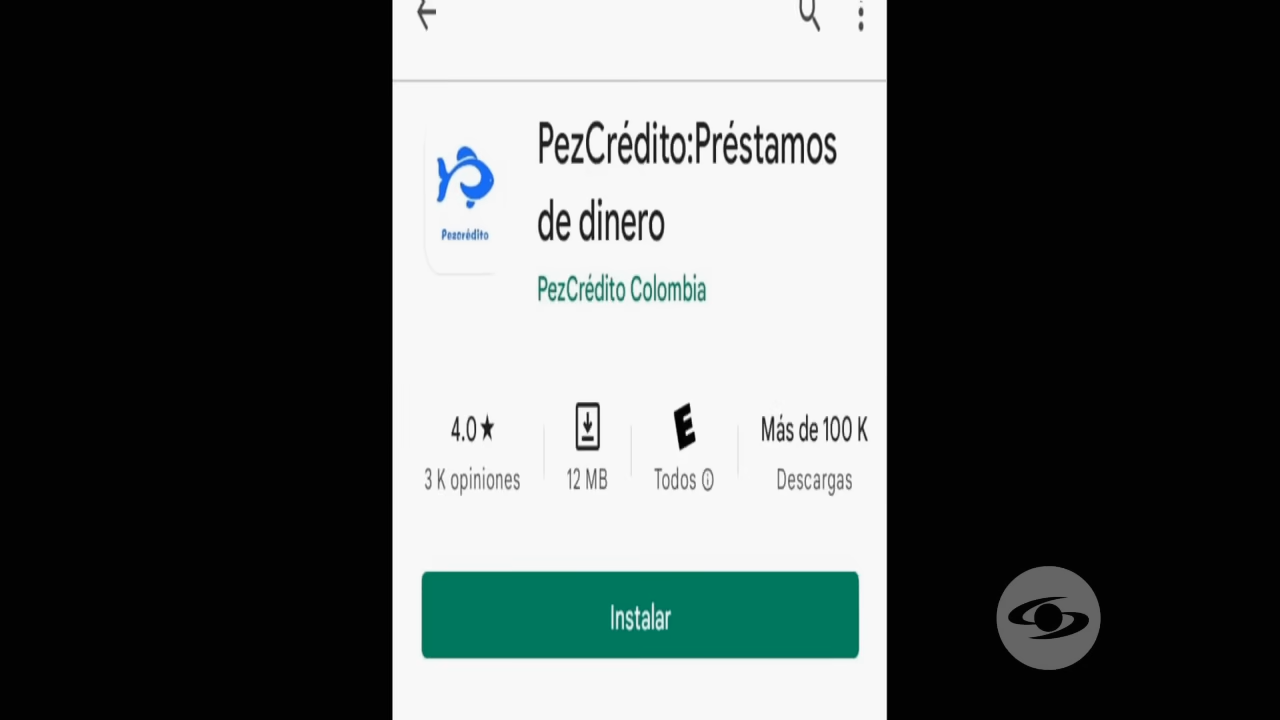 PezCrédito:Préstamos
de dinero
PezCrédito Colombia
Pezcrédito
4.0★
3 K opiniones
12 MB
E
Todos
Más de 100 K
Descargas
Instalar